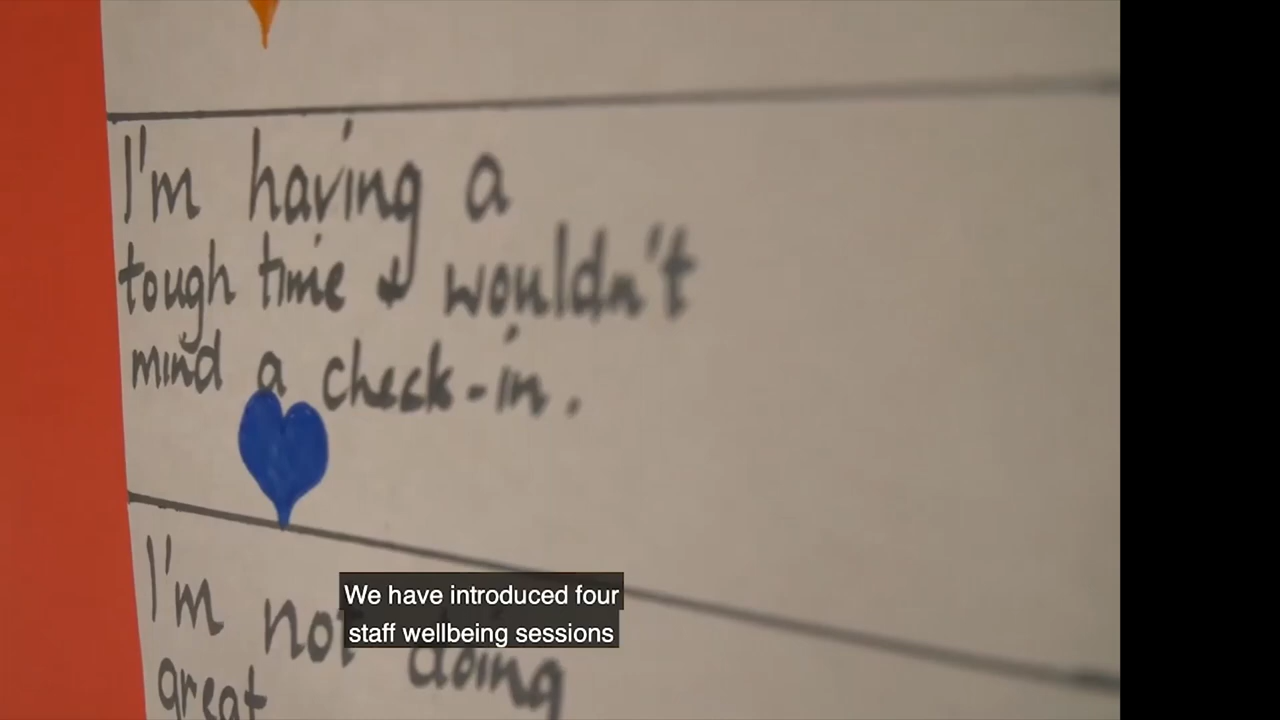 I'm having a
tough time & wouldn't
mind a check-in.
I'm not doing
great
We have introduced four
staff wellbeing sessions